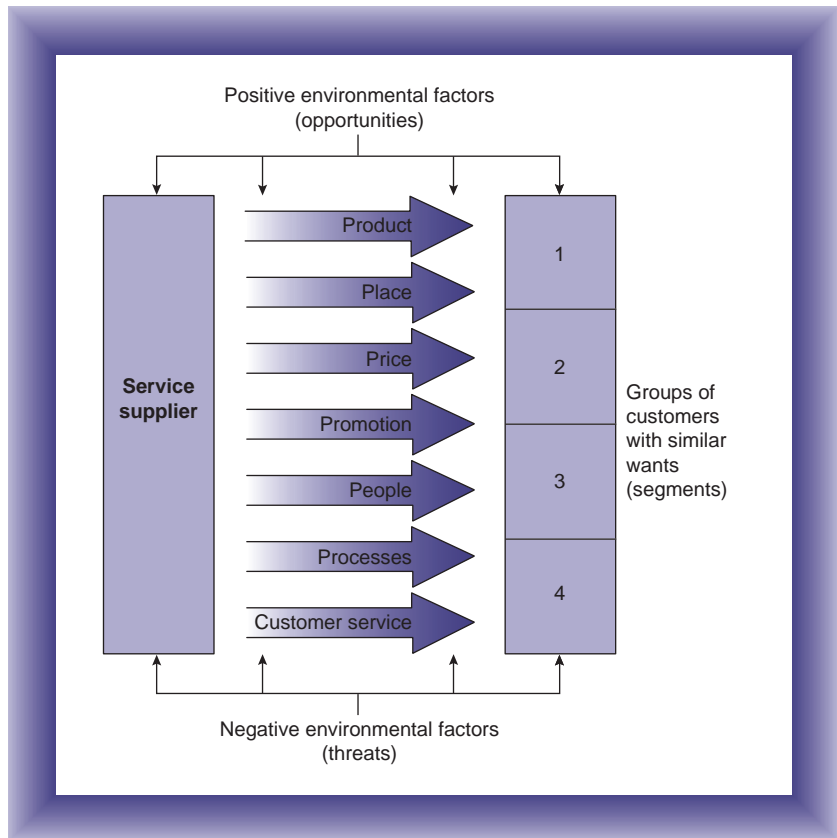 Positive environmental factors
(opportunities)
Product
Place
Price
Promotion
People
Processes
Customer service
Service
supplier
1
2
3
4
Groups of
customers
with similar
wants
(segments)
Negative environmental factors
(threats)